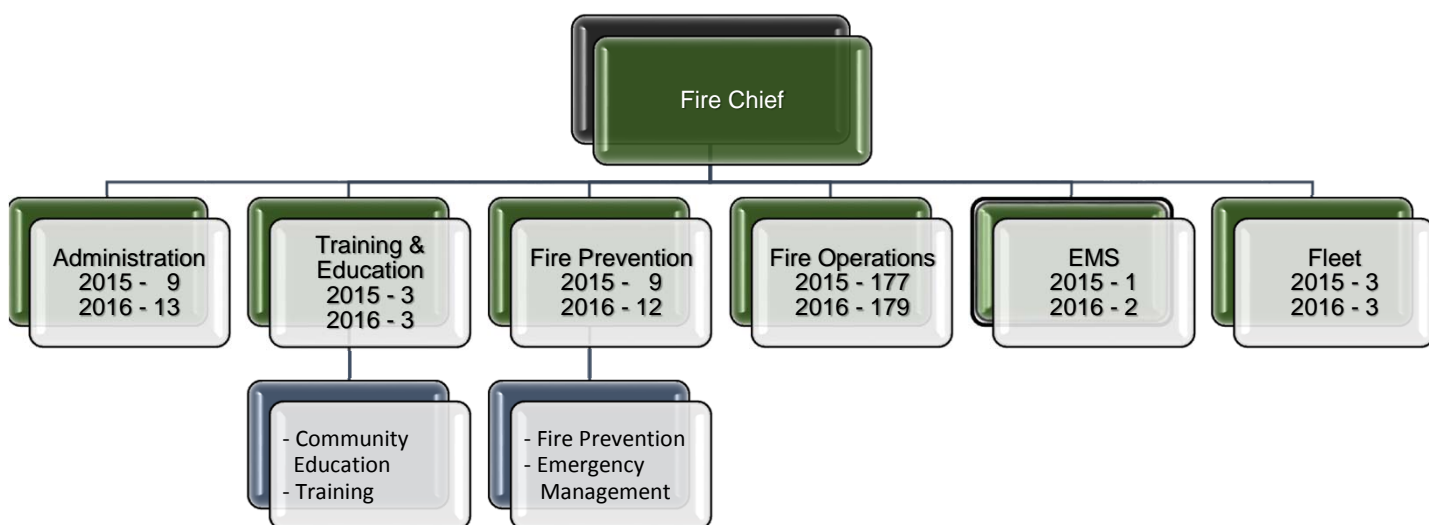 Fire Chief
Administration
2015 -   9
2016 - 13
Training &
Education
2015 - 3
2016 - 3
Fire Prevention
2015 -   9
2016 - 12
Fire Operations
2015 - 177
2016 - 179
EMS
2015 - 1
2016 - 2
Fleet
2015 - 3
2016 - 3
- Community
Education
- Training
- Fire Prevention
- Emergency
Management